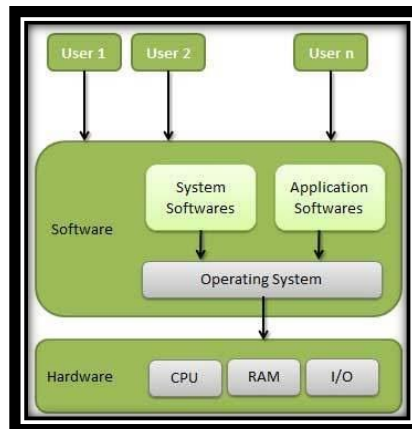 User 1
User 2
User n
System
Softwares
Application
Softwares
Software
Operating System
Hardware
CPU
RAM
I/O